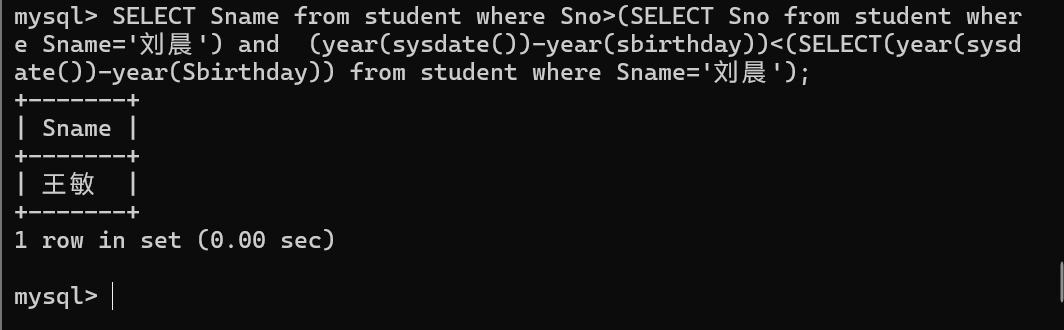 mysql> SELECT Sname from student where Sno>(SELECT Sno from student wher
e Sname='刘晨') and  (year(sysdate())-year(sbirthday))<(SELECT(year(sysd
ate())-year(Sbirthday)) from student where Sname='刘晨');
+-------+
| Sname |
+-------+
| 王敏  |
+-------+
1 row in set (0.00 sec)
mysql>